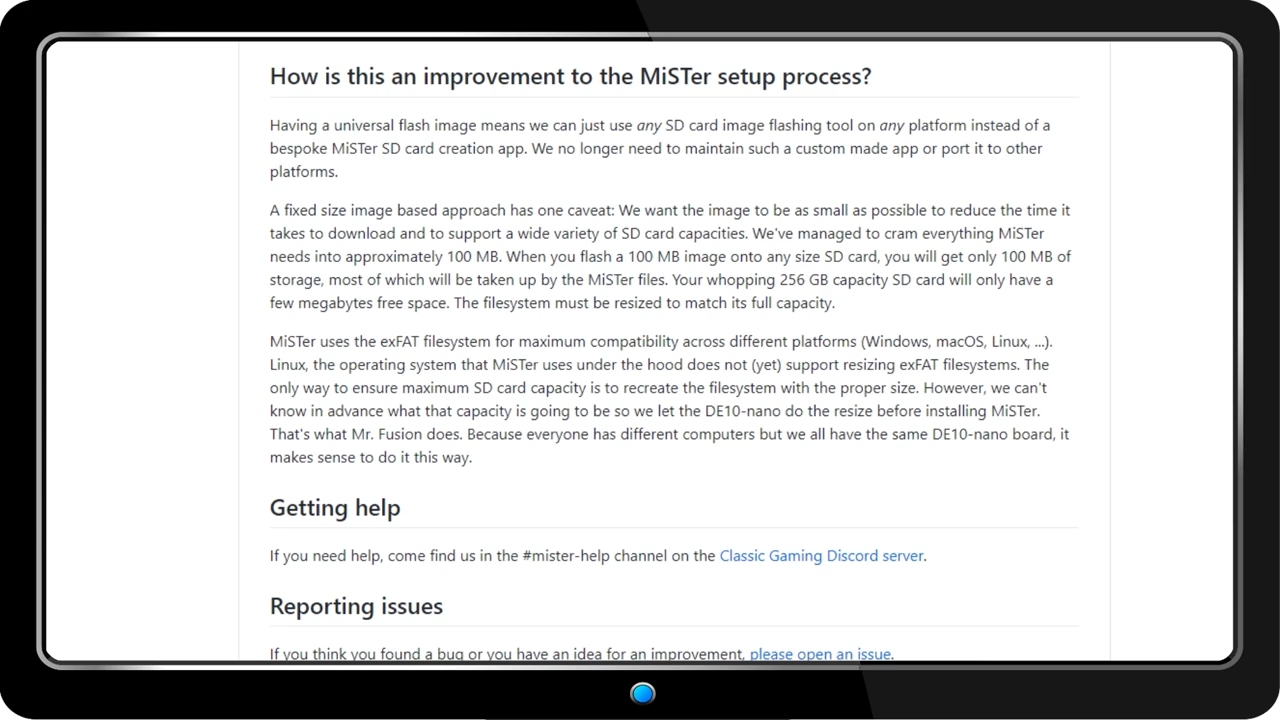 How is this an improvement to the MiSTer setup process?
Having a universal flash image means we can just use any SD card image flashing tool on any platform instead of a
bespoke MiSTer SD card creation app. We no longer need to maintain such a custom made app or port it to other
platforms.
A fixed size image based approach has one caveat: We want the image to be as small as possible to reduce the time it
takes to download and to support a wide variety of SD card capacities. We've managed to cram everything MiSTer
needs into approximately 100 MB. When you flash a 100 MB image onto any size SD card, you will get only 100 MB of
storage, most of which will be taken up by the MiSTer files. Your whopping 256 GB capacity SD card will only have a
few megabytes free space. The filesystem must be resized to match its full capacity.
MiSTer uses the exFAT filesystem for maximum compatibility across different platforms (Windows, macOS, Linux, ...).
Linux, the operating system that MiSTer uses under the hood does not (yet) support resizing exFAT filesystems. The
only way to ensure maximum SD card capacity is to recreate the filesystem with the proper size. However, we can't
know in advance what that capacity is going to be so we let the DE10-nano do the resize before installing MiSTer.
That's what Mr. Fusion does. Because everyone has different computers but we all have the same DE10-nano board, it
makes sense to do it this way.
Getting help
If you need help, come find us in the #mister-help channel on the Classic Gaming Discord server.
Reporting issues
If you think you found a bug or you have an idea for an improvement, please open an issue.